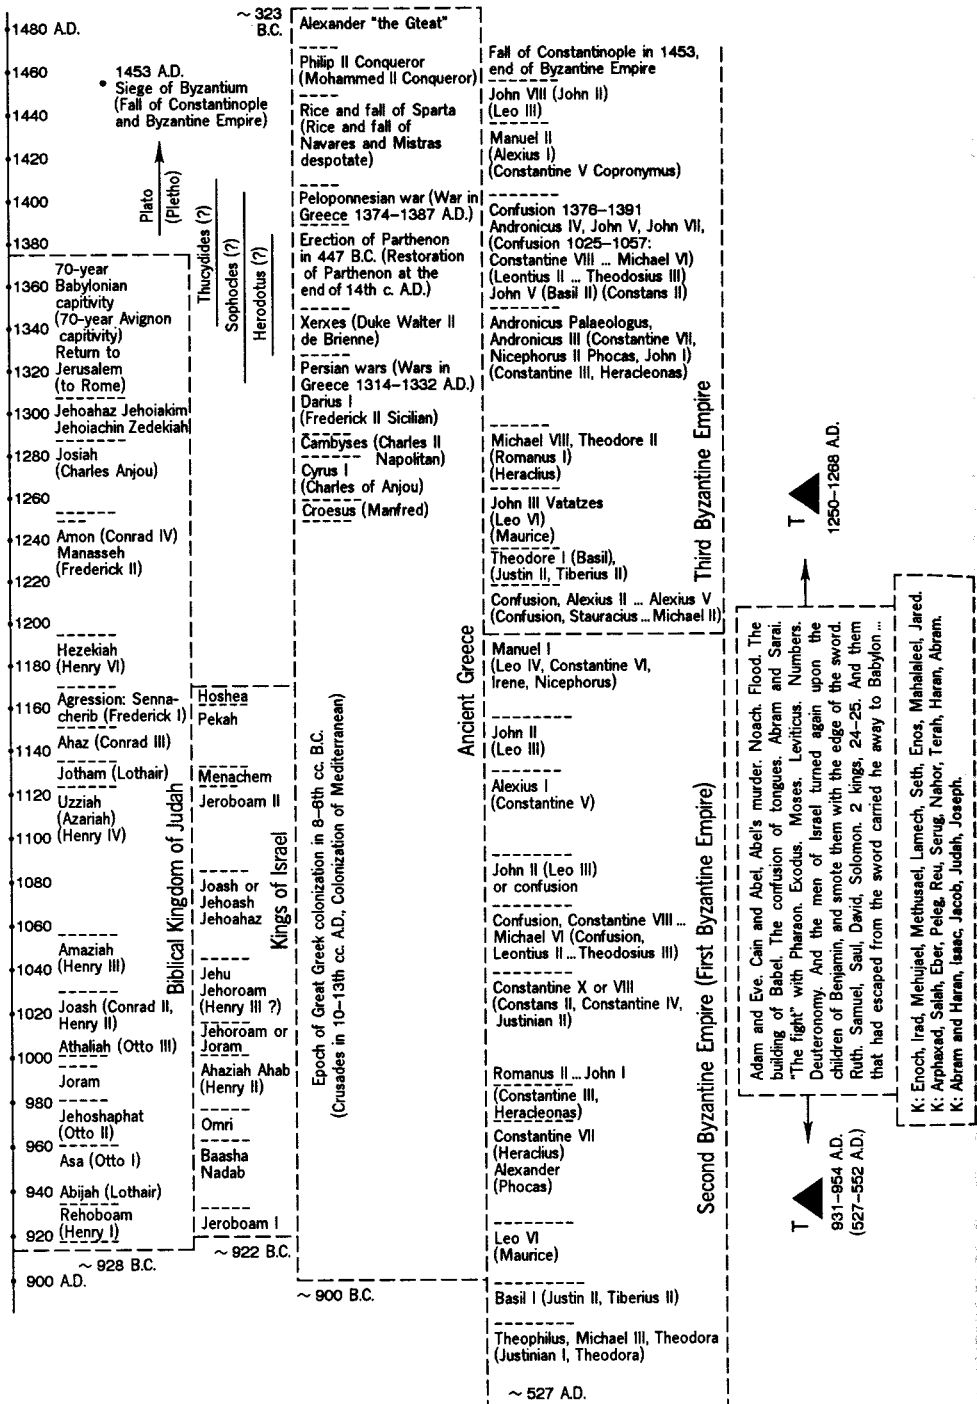 1480 A.D.
1460
1440
1420
1400
1380
1360
1340
1320
1300
1280
1260
1240
1220
1200
1180
1160
1140
1120
1100
1080
1060
1040
1020
1000
980
960
940
920
900 A.D.
1453 A.D.
Siege of Byzantium
(Fall of Constantinople
and Byzantine Empire)
Plato
(Pletho)
Thucydides (?)
Sophocles (?)
Herodotus (?)
70-year
Babylonian
capitivity
(70-year Avignon
capitivity)
Return to
Jerusalem
(to Rome)
Jehoahaz Jehoiakim
Jehoiachin Zedekiah
Josiah
(Charles Anjou)
Amon (Conrad IV)
Manasseh
(Frederick II)
Hezekiah
(Henry VI)
Agression: Senna-
cherib (Frederick I)
Ahaz (Conrad III)
Jotham (Lothair)
Uzziah
(Azariah)
(Henry IV)
Amaziah
(Henry III)
Joash (Conrad II,
Henry II)
Athaliah (Otto III)
Joram
Jehoshaphat
(Otto II)
Asa (Otto I)
Abijah (Lothair)
Rehoboam
(Henry I)
~ 928 B.C.
Biblical Kingdom of Judah
Hoshea
Pekah
Menachem
Jeroboam II
Joash or
Jehoash
Jehoahaz
Jehu
Jehoroam
(Henry III ?)
Jehoroam or
Joram
Ahaziah Ahab
(Henry II)
Omri
Baasha
Nadab
Jeroboam I
~ 922 B.C.
Kings of Israel
~ 323
B.C.
Alexander "the Gteat"
Philip II Conqueror
(Mohammed II Conqueror)
Rice and fall of Sparta
(Rice and fall of
Navares and Mistras
despotate)
Peloponnesian war (War in
Greece 1374–1387 A.D.)
Erection of Parthenon
in 447 B.C. (Restoration
of Parthenon at the
end of 14th c. A.D.)
Xerxes (Duke Walter II
de Brienne)
Persian wars (Wars in
Greece 1314–1332 A.D.)
Darius I
(Frederick II Sicilian)
Cambyses (Charles II
Napolitan)
Cyrus I
(Charles of Anjou)
Croesus (Manfred)
Epoch of Great Greek colonization in 8–6th cc. B.C.
(Crusades in 10–13th cc. A.D., Colonization of Mediterranean)
Ancient Greece
~ 900 B.C.
Fall of Constantinople in 1453,
end of Byzantine Empire
John VIII (John II)
(Leo III)
Manuel II
(Alexius I)
(Constantine V Copronymus)
Confusion 1376–1391
Andronicus IV, John V, John VII,
(Confusion 1025–1057:
Constantine VIII ... Michael VI)
(Leontius II ... Theodosius III)
John V (Basil II) (Constans II)
Andronicus Palaeologus,
Andronicus III (Constantine VII,
Nicephorus II Phocas, John I)
(Constantine III, Heracleonas)
Michael VIII, Theodore II
(Romanus I)
(Heraclius)
John III Vatatzes
(Leo VI)
(Maurice)
Theodore I (Basil),
(Justin II, Tiberius II)
Confusion, Alexius II ... Alexius V
(Confusion, Stauracius ... Michael II)
Third Byzantine Empire
Manuel I
(Leo IV, Constantine VI,
Irene, Nicephorus)
John II
(Leo III)
Alexius I
(Constantine V)
John II (Leo III)
or confusion
Confusion, Constantine VIII ...
Michael VI (Confusion,
Leontius II ... Theodosius III)
Constantine X or VIII
(Constans II, Constantine IV,
Justinian II)
Romanus II ... John I
(Constantine III,
Heracleonas)
Constantine VII
(Heraclius)
Alexander
(Phocas)
Leo VI
(Maurice)
Basil I (Justin II, Tiberius II)
Theophilus, Michael III, Theodora
(Justinian I, Theodora)
~ 527 A.D.
Second Byzantine Empire (First Byzantine Empire)
T
1250–1268 A.D.
Adam and Eve. Cain and Abel, Abel's murder. Noach. Flood. The
building of Babel. The confusion of tongues. Abram and Sarai.
"The fight" with Pharaon. Exodus. Moses. Leviticus. Numbers.
Deuteronomy. And the men of Israel turned again upon the
children of Benjamin, and smote them with the edge of the sword.
Ruth. Samuel, Saul, David, Solomon. 2 kings, 24–25. And them
that had escaped from the sword carried he away to Babylon ...
T
931–954 A.D.
(527–552 A.D.)
K: Enoch, Irad, Mehujael, Methusael, Lamech, Seth, Enos, Mahalaleel, Jared.
K: Arphaxad, Salah, Eber, Peleg, Reu, Serug, Nahor, Terah, Haran, Abram.
K: Abram and Haran, Isaac, Jacob, Judah, Joseph.